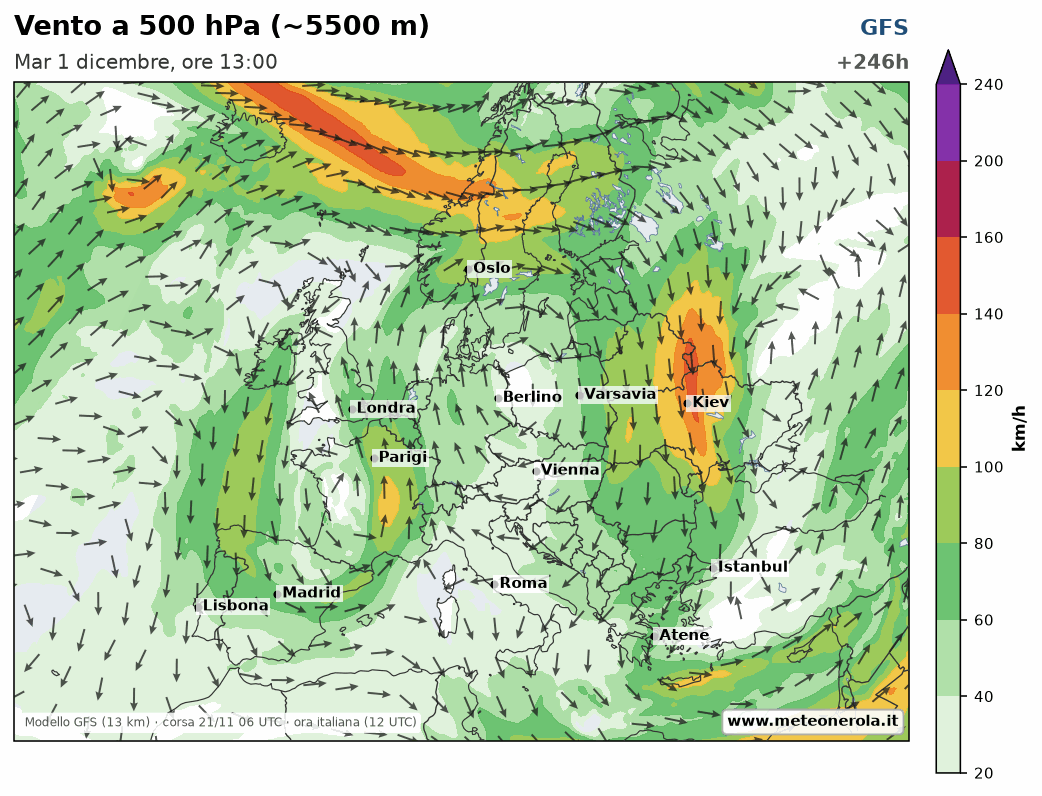 Vento a 500 hPa (~5500 m)
GFS
Mar 1 dicembre, ore 13:00
+246h
240
200
160
140
120
100
80
60
40
20
km/h
Oslo
Berlino
Varsavia
Kiev
Londra
Parigi
Vienna
Istanbul
Roma
Madrid
Lisbona
Atene
Modello GFS (13 km) · corsa 21/11 06 UTC · ora italiana (12 UTC)
www.meteonerola.it